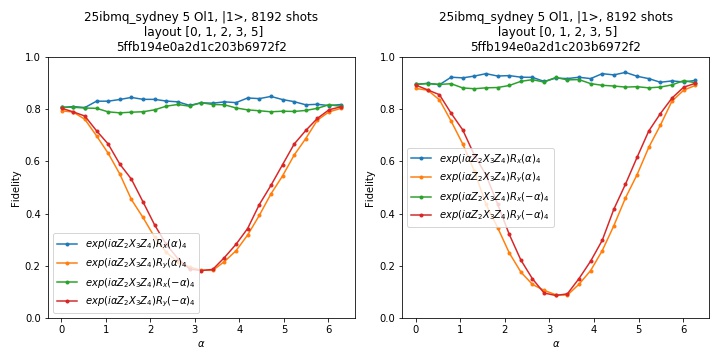 25ibmq_sydney 5 Ol1, |1>, 8192 shots
layout [0, 1, 2, 3, 5]
5ffb194e0a2d1c203b6972f2
1.0
0.8
0.6
0.4
0.2
0.0
Fidelity
0 1 2 3 4 5 6
α
exp(iαZ₂X₃Z₄)Rₓ(α)₄
exp(iαZ₂X₃Z₄)Rᵧ(α)₄
exp(iαZ₂X₃Z₄)Rₓ(−α)₄
exp(iαZ₂X₃Z₄)Rᵧ(−α)₄
25ibmq_sydney 5 Ol1, |1>, 8192 shots
layout [0, 1, 2, 3, 5]
5ffb194e0a2d1c203b6972f2
1.0
0.8
0.6
0.4
0.2
0.0
Fidelity
0 1 2 3 4 5 6
α
exp(iαZ₂X₃Z₄)Rₓ(α)₄
exp(iαZ₂X₃Z₄)Rᵧ(α)₄
exp(iαZ₂X₃Z₄)Rₓ(−α)₄
exp(iαZ₂X₃Z₄)Rᵧ(−α)₄